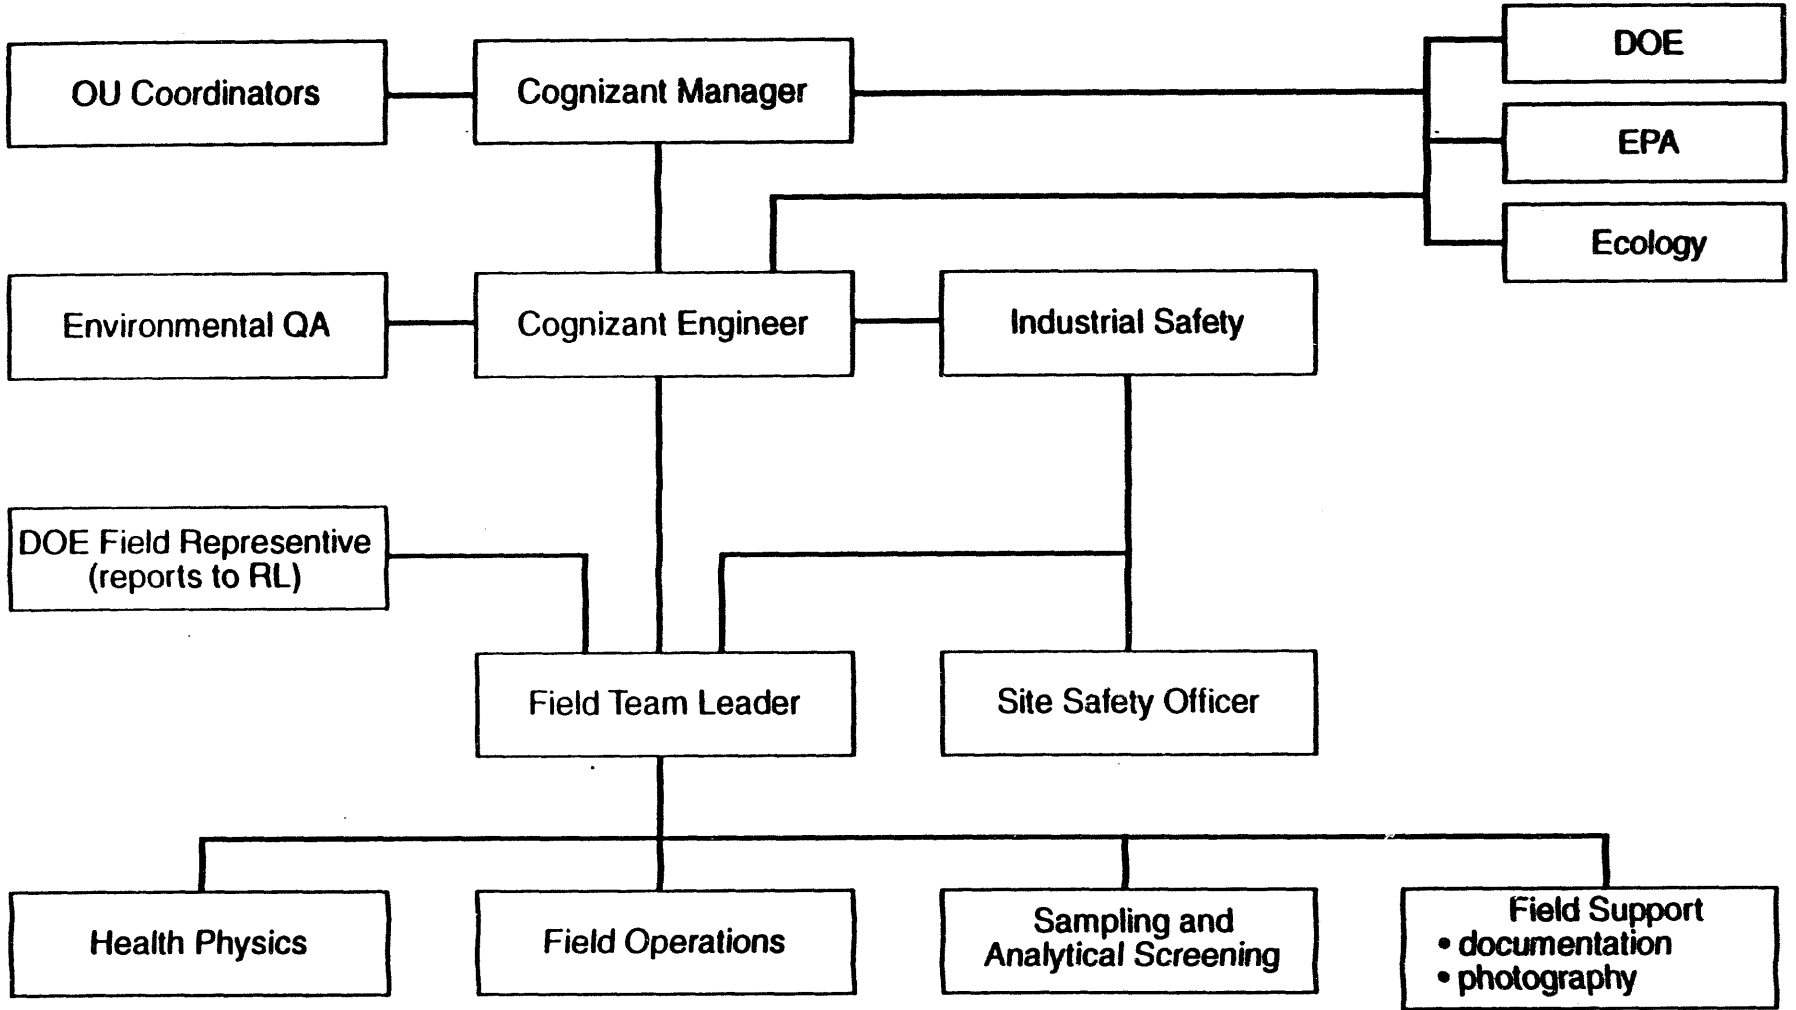 DOE
OU Coordinators
Cognizant Manager
EPA
Ecology
Environmental QA
Cognizant Engineer
Industrial Safety
DOE Field Representive
(reports to RL)
Field Team Leader
Site Safety Officer
Health Physics
Field Operations
Sampling and
Analytical Screening
Field Support
• documentation
• photography